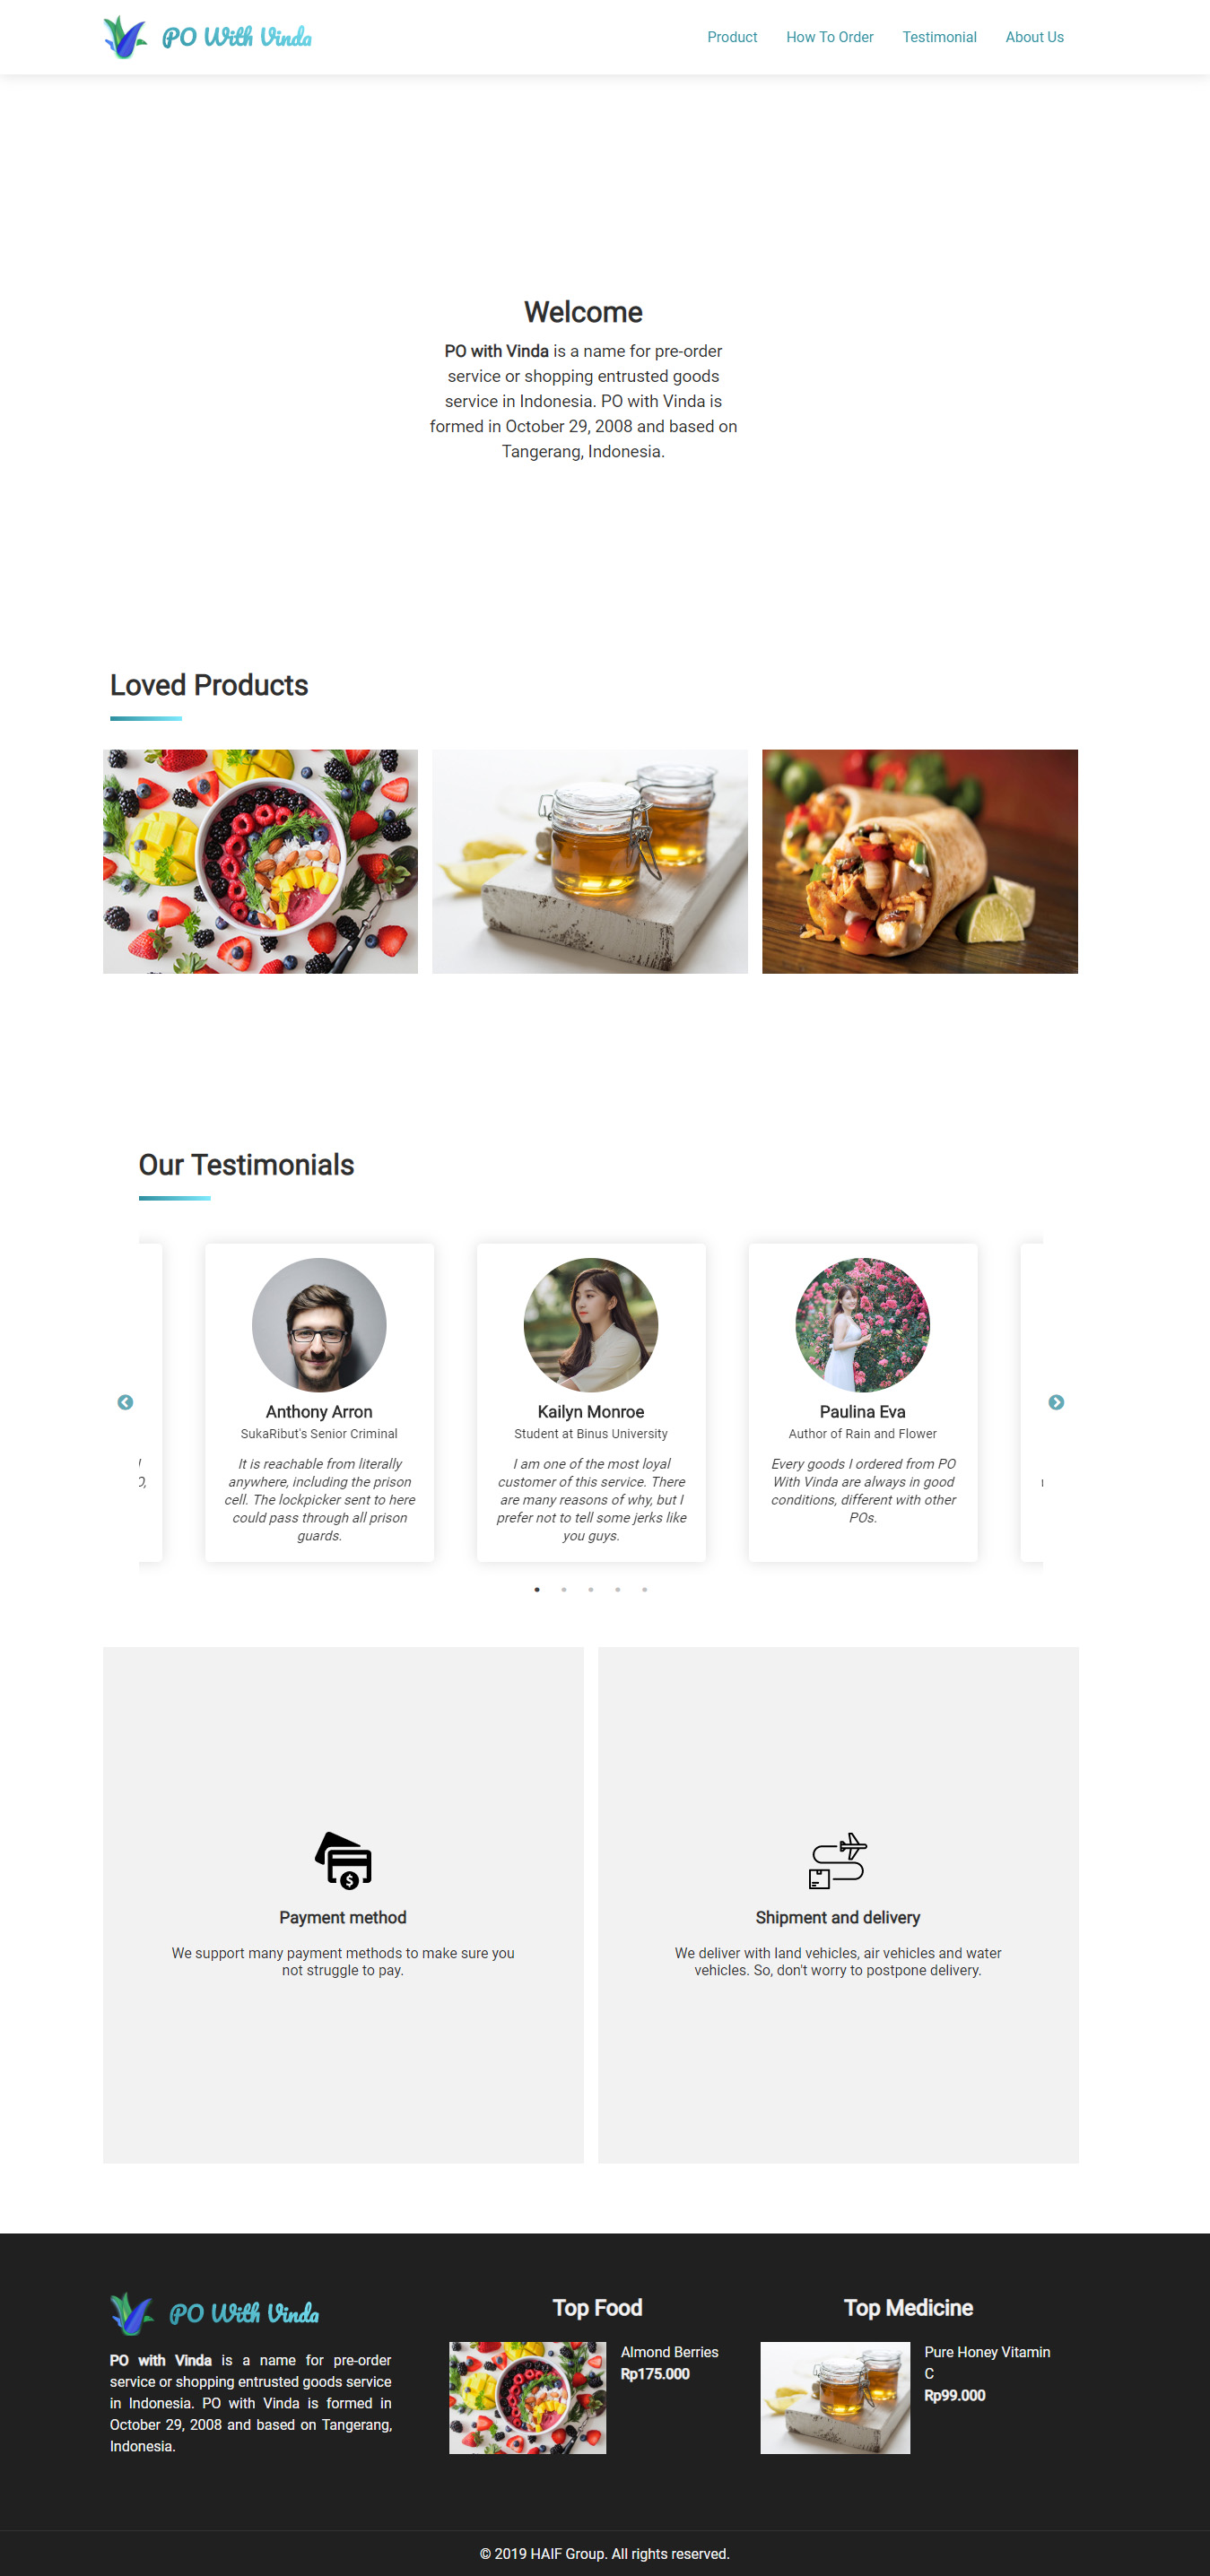 PO With Vinda
Product
How To Order
Testimonial
About Us
Welcome
PO with Vinda is a name for pre-order
service or shopping entrusted goods
service in Indonesia. PO with Vinda is
formed in October 29, 2008 and based on
Tangerang, Indonesia.
Loved Products
Our Testimonials
Anthony Arron
SukaRibut's Senior Criminal
It is reachable from literally
anywhere, including the prison
cell. The lockpicker sent to here
could pass through all prison
guards.
Kailyn Monroe
Student at Binus University
I am one of the most loyal
customer of this service. There
are many reasons of why, but I
prefer not to tell some jerks like
you guys.
Paulina Eva
Author of Rain and Flower
Every goods I ordered from PO
With Vinda are always in good
conditions, different with other
POs.
Payment method
We support many payment methods to make sure you
not struggle to pay.
Shipment and delivery
We deliver with land vehicles, air vehicles and water
vehicles. So, don't worry to postpone delivery.
PO With Vinda
PO with Vinda is a name for pre-order
service or shopping entrusted goods service
in Indonesia. PO with Vinda is formed in
October 29, 2008 and based on Tangerang,
Indonesia.
Top Food
Almond Berries
Rp175.000
Top Medicine
Pure Honey Vitamin
C
Rp99.000
© 2019 HAIF Group. All rights reserved.